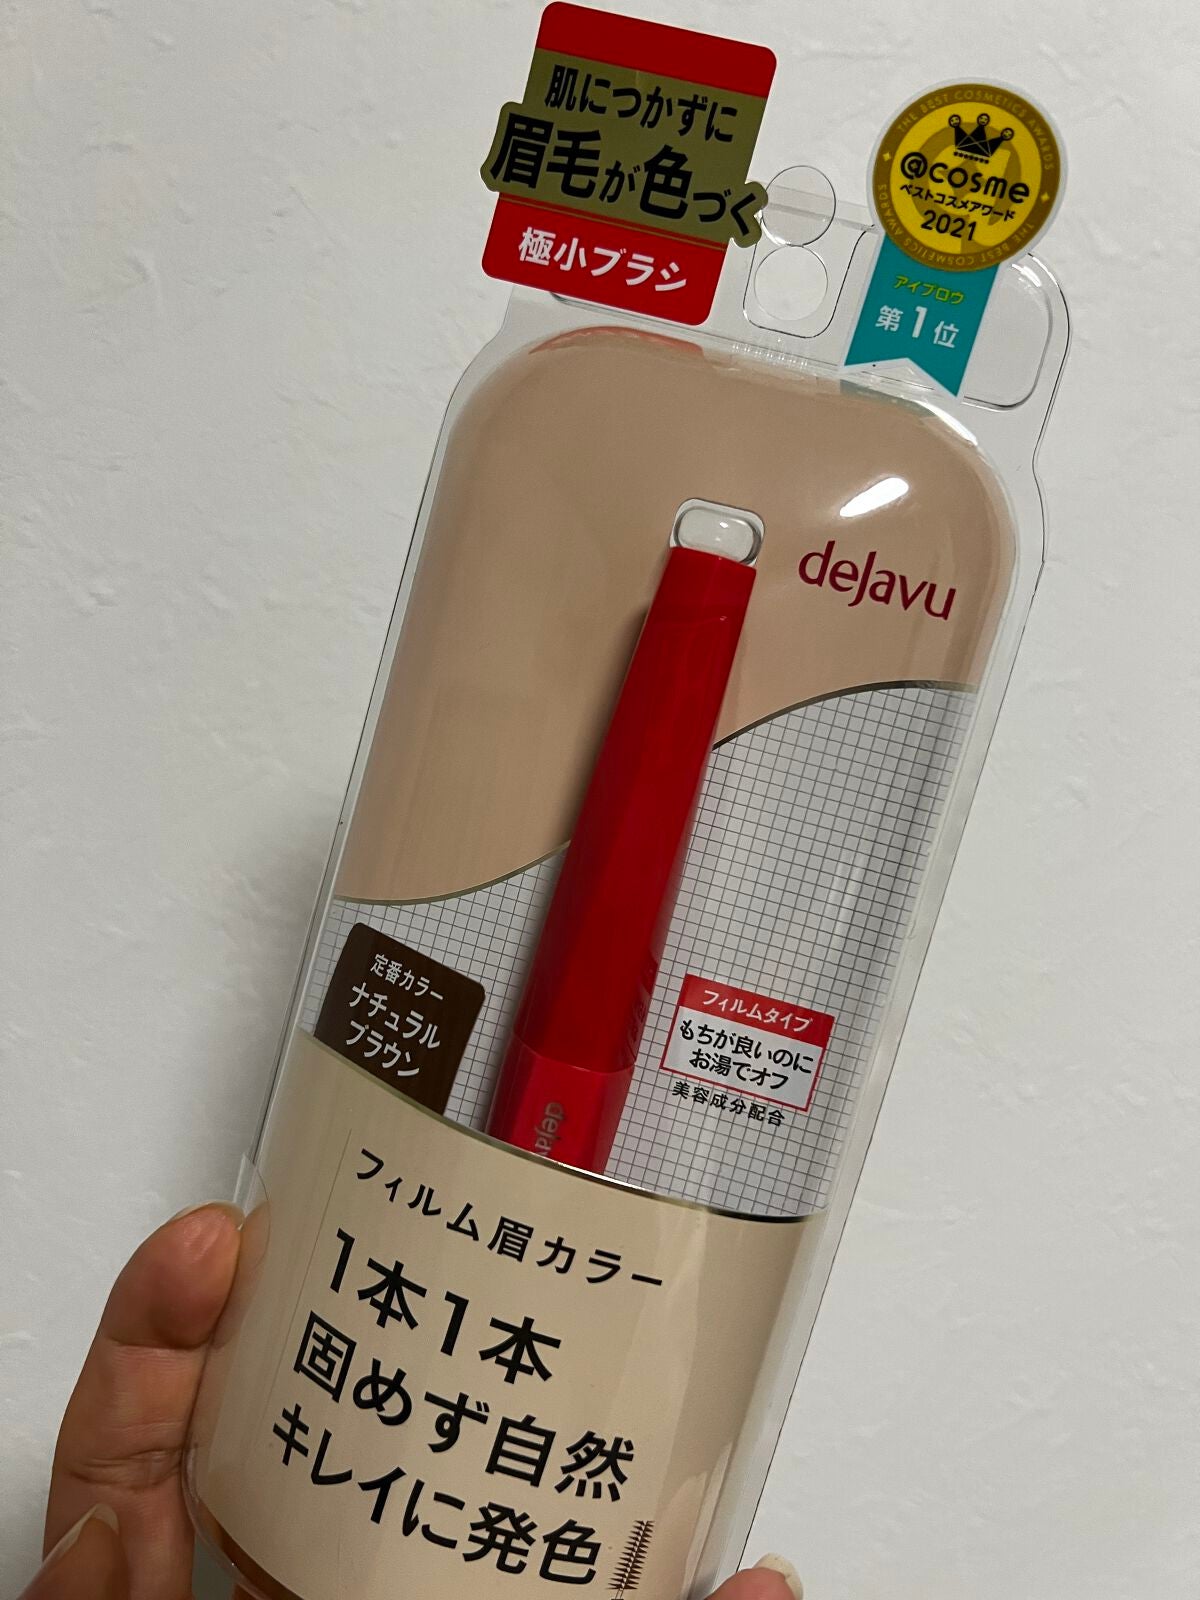 肌につかずに
眉毛が色づく
極小ブラシ
THE BEST COSMETICS AWARDS
@cosme
ベストコスメアワード
2021
THE BEST COSMETICS AWARDS
アイブロウ
第1位
deJavu
定番カラー
ナチュラル
ブラウン
フィルムタイプ
もちが良いのに
お湯でオフ
美容成分配合
フィルム眉カラー
1本1本
固めず自然
キレイに発色